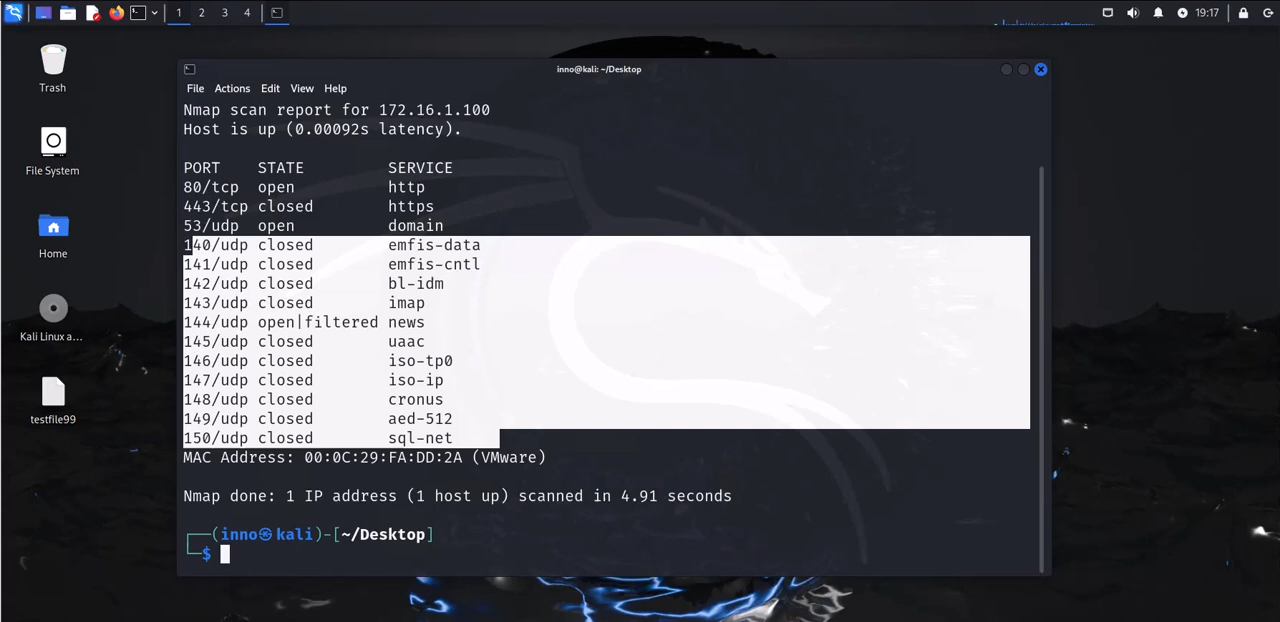 1 2 3 4
19:17
Trash
File System
Home
Kali Linux a...
testfile99
inno@kali: ~/Desktop
File Actions Edit View Help
Nmap scan report for 172.16.1.100
Host is up (0.00092s latency).
PORT STATE SERVICE
80/tcp open http
443/tcp closed https
53/udp open domain
140/udp closed emfis-data
141/udp closed emfis-cntl
142/udp closed bl-idm
143/udp closed imap
144/udp open|filtered news
145/udp closed uaac
146/udp closed iso-tp0
147/udp closed iso-ip
148/udp closed cronus
149/udp closed aed-512
150/udp closed sql-net
MAC Address: 00:0C:29:FA:DD:2A (VMware)
Nmap done: 1 IP address (1 host up) scanned in 4.91 seconds
┌──(inno㉿kali)-[~/Desktop]
└─$